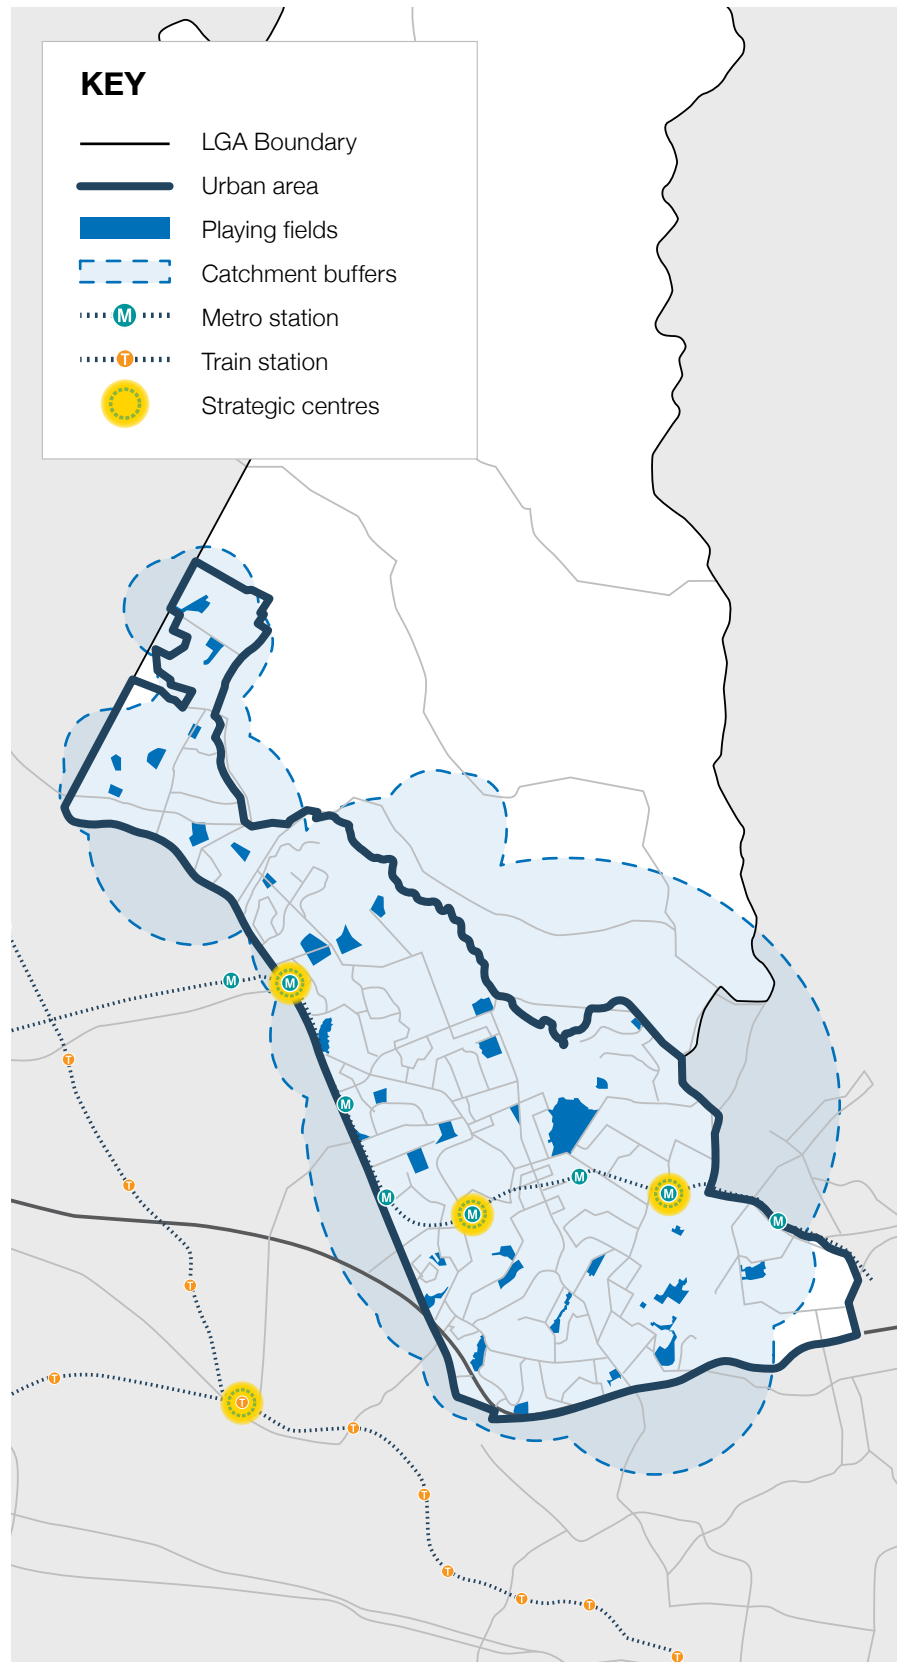 KEY
LGA Boundary
Urban area
Playing fields
Catchment buffers
M Metro station
T Train station
Strategic centres
M
M
T
M
T
M
M
M
M
M
T
T
T
T
T
T
T
T
T